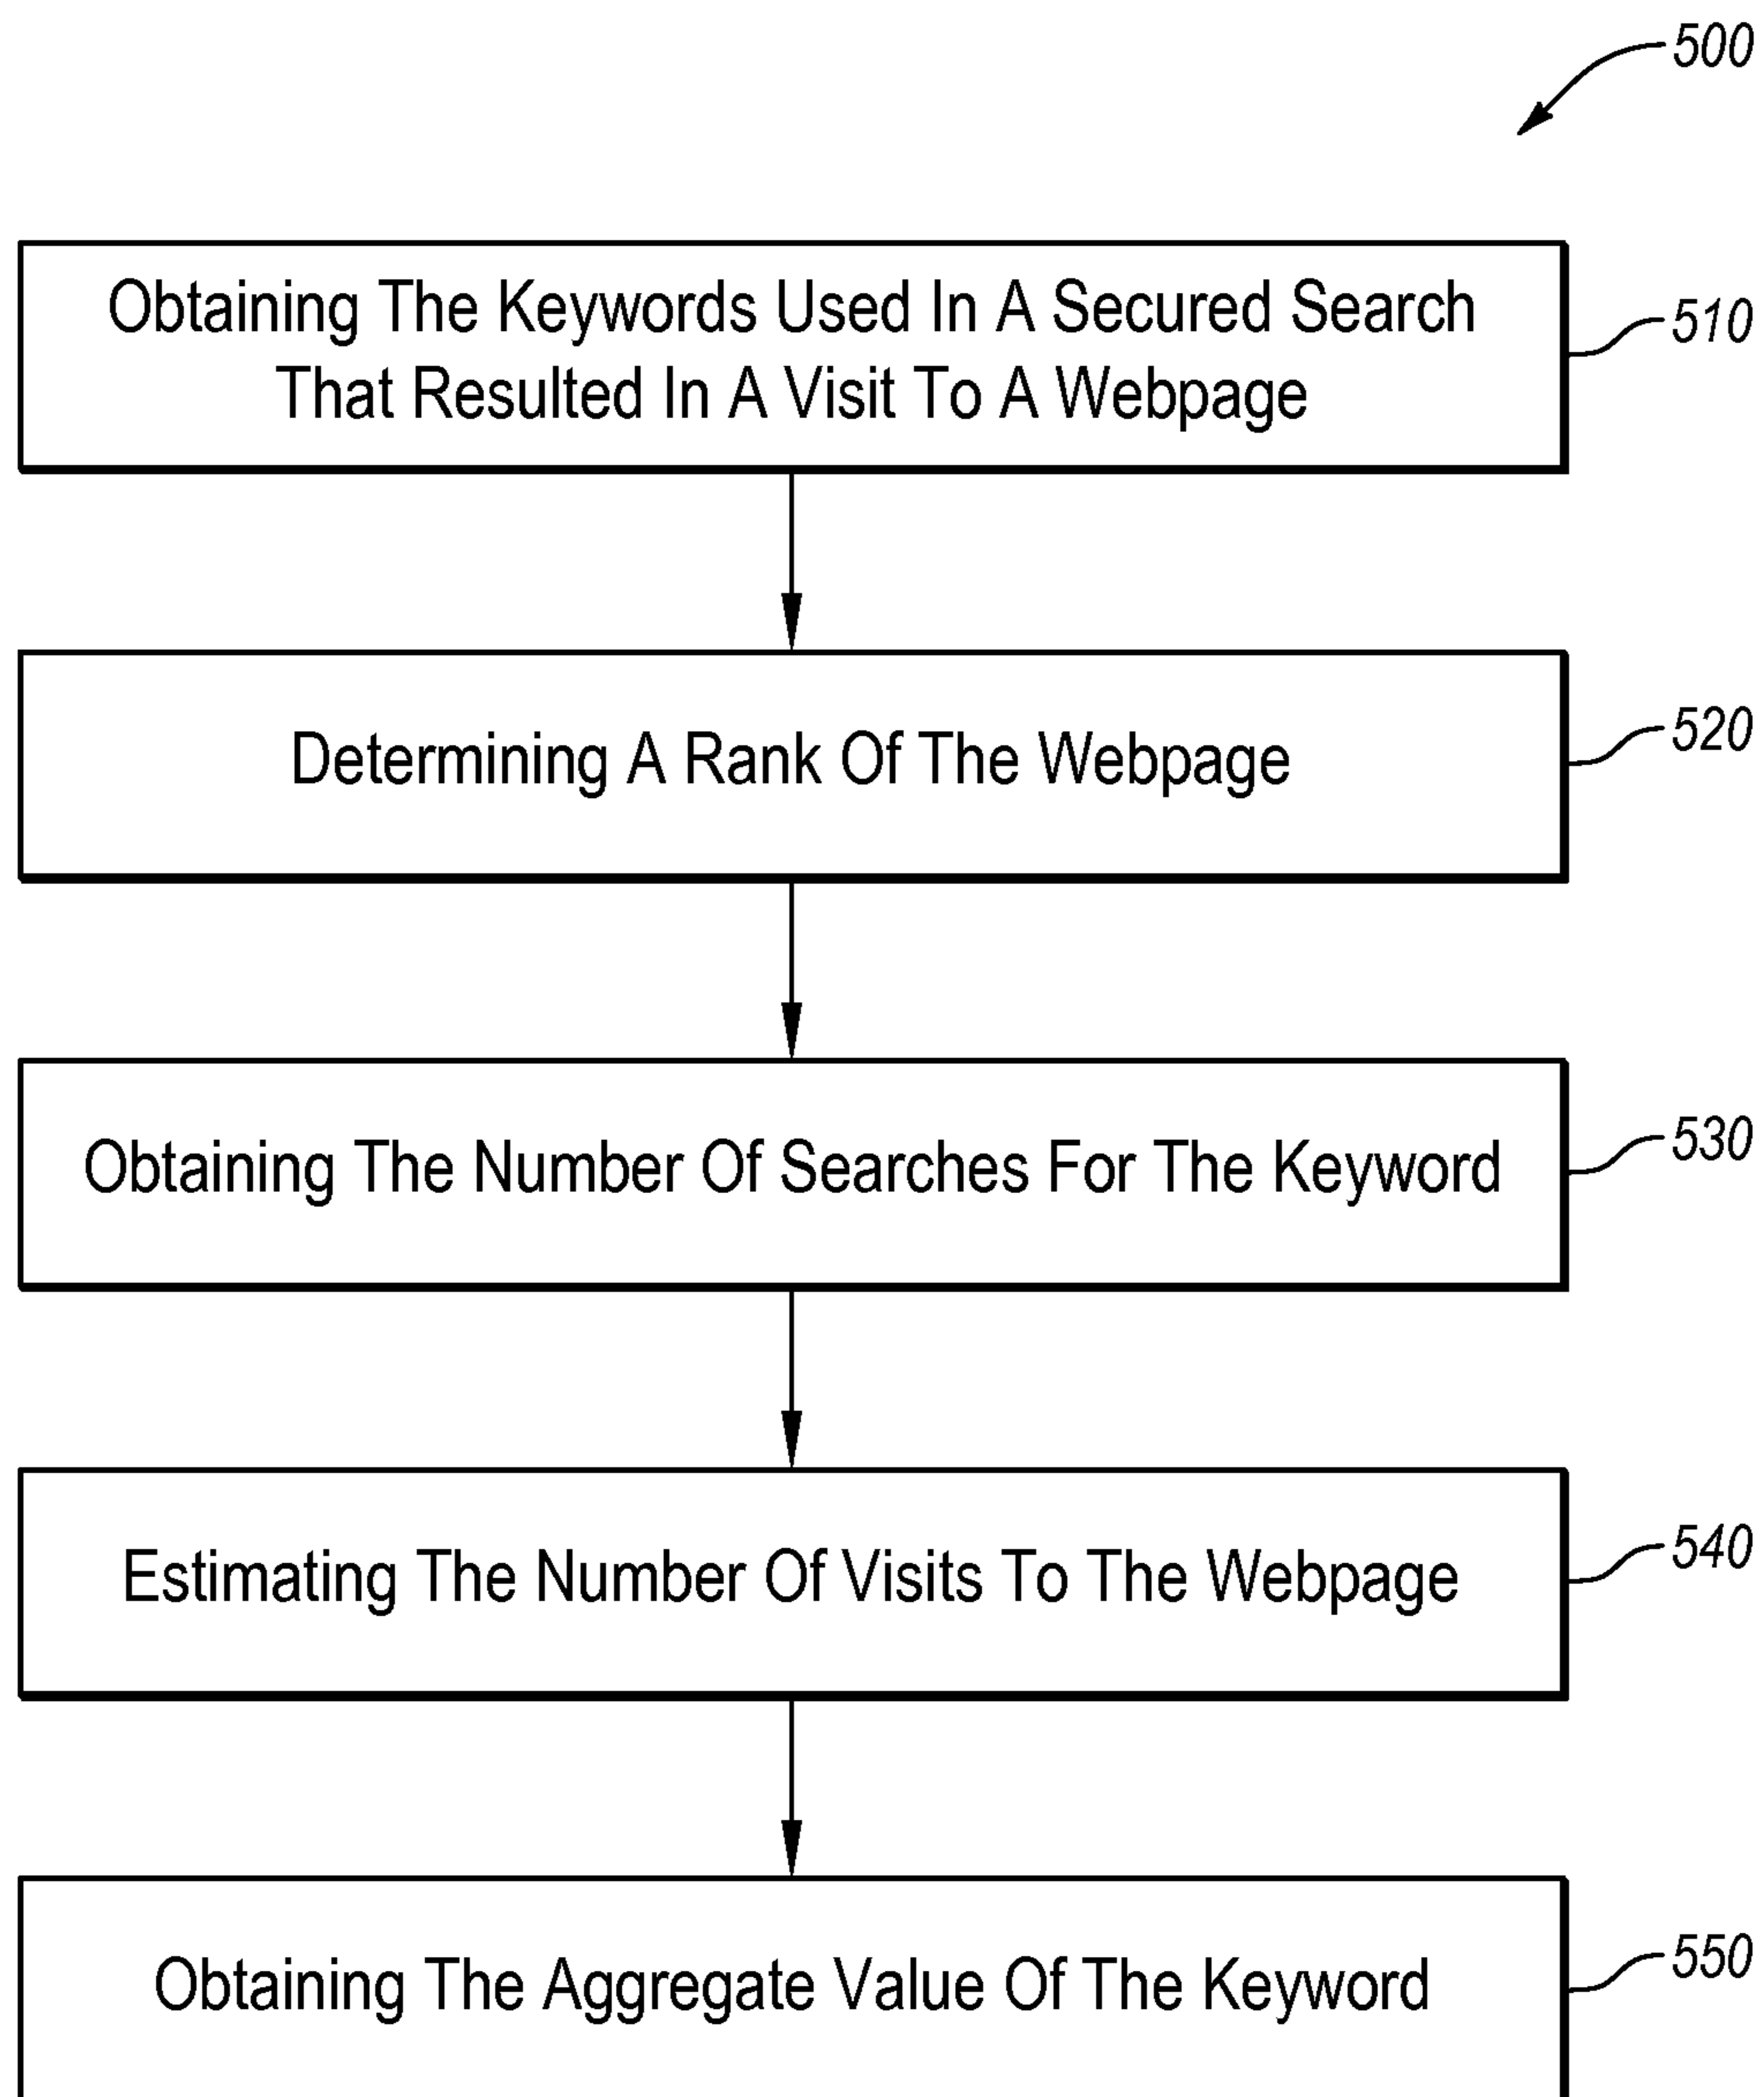 500
Obtaining The Keywords Used In A Secured Search
That Resulted In A Visit To A Webpage
510
Determining A Rank Of The Webpage
520
Obtaining The Number Of Searches For The Keyword
530
Estimating The Number Of Visits To The Webpage
540
Obtaining The Aggregate Value Of The Keyword
550